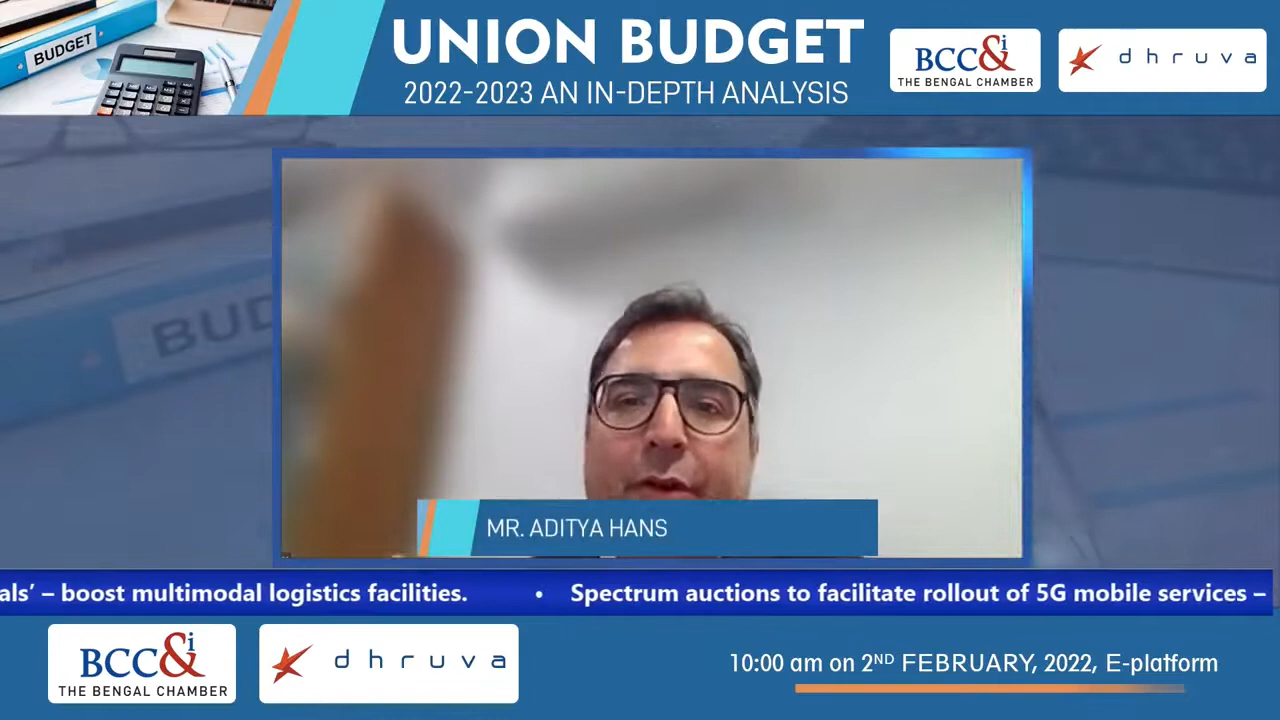 BUDGET
UNION BUDGET
2022-2023 AN IN-DEPTH ANALYSIS
BCC&i
THE BENGAL CHAMBER
dhruva
BUD
MR. ADITYA HANS
als’ – boost multimodal logistics facilities. • Spectrum auctions to facilitate rollout of 5G mobile services –
BCC&i
THE BENGAL CHAMBER
dhruva
10:00 am on 2ND FEBRUARY, 2022, E-platform